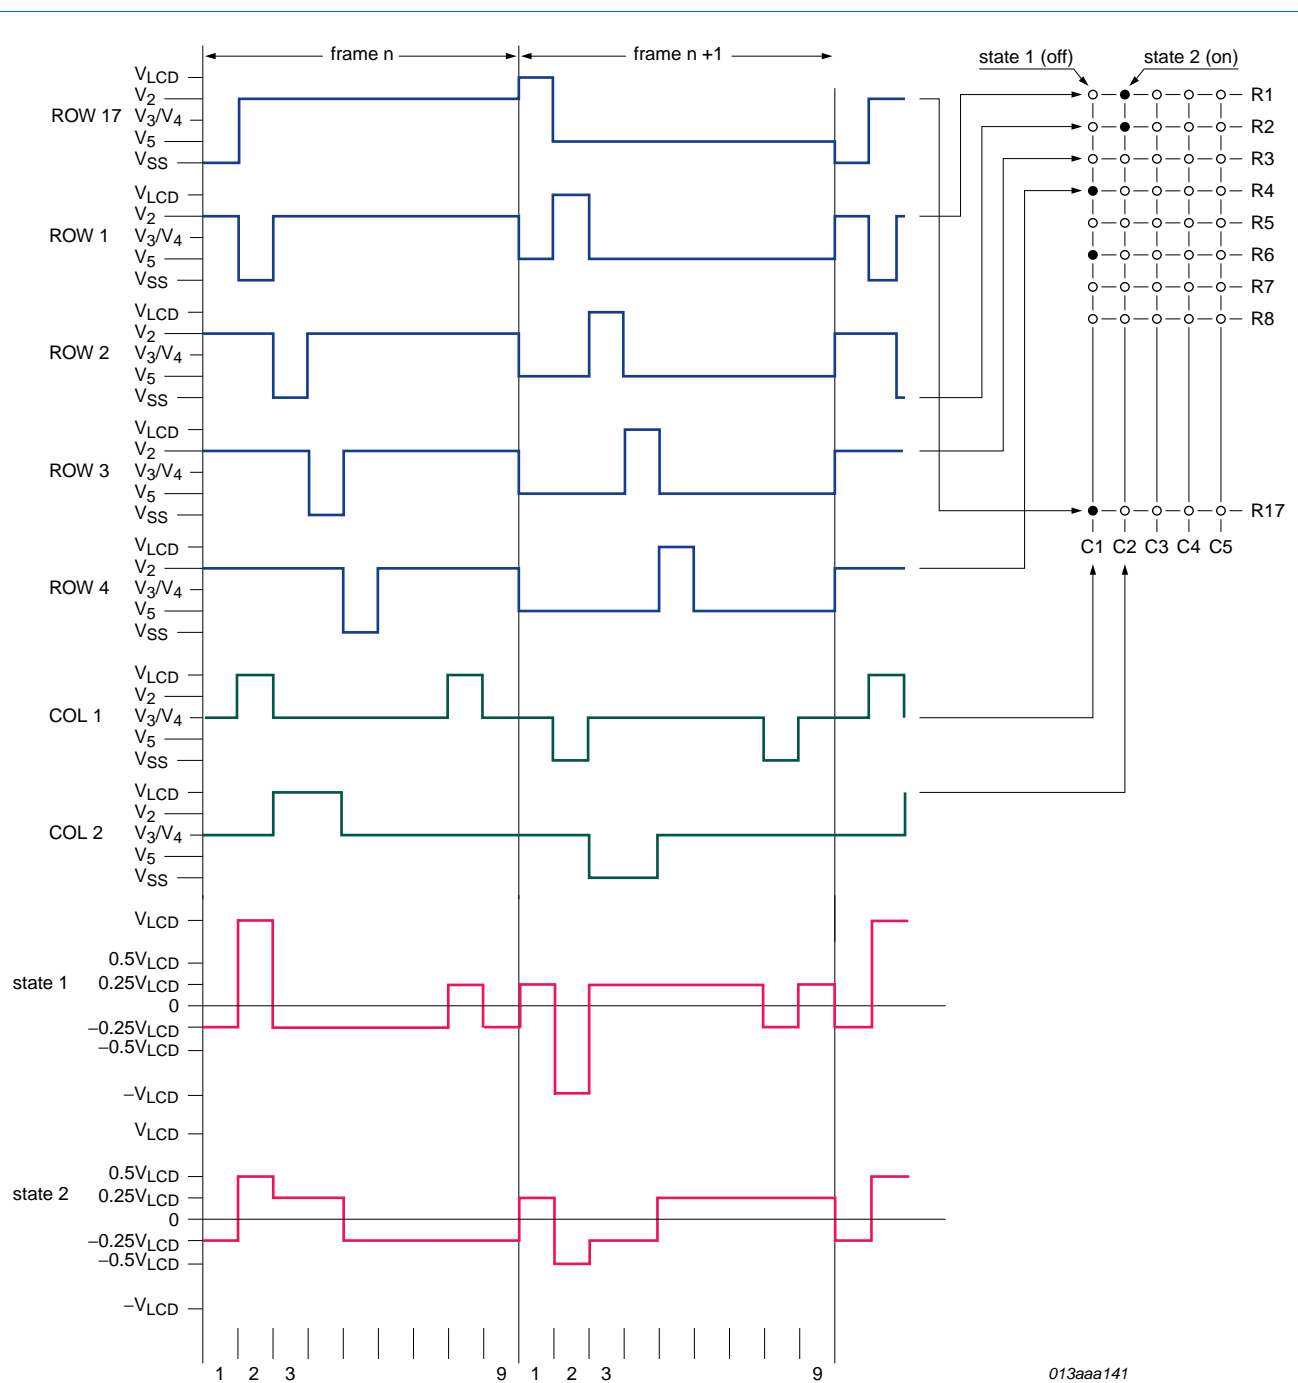 frame n
frame n +1
state 1 (off)
state 2 (on)
ROW 17
VLCD
V2
V3/V4
V5
VSS
ROW 1
VLCD
V2
V3/V4
V5
VSS
ROW 2
VLCD
V2
V3/V4
V5
VSS
ROW 3
VLCD
V2
V3/V4
V5
VSS
ROW 4
VLCD
V2
V3/V4
V5
VSS
COL 1
VLCD
V2
V3/V4
V5
VSS
COL 2
VLCD
V2
V3/V4
V5
VSS
state 1
VLCD
0.5VLCD
0.25VLCD
0
−0.25VLCD
−0.5VLCD
−VLCD
state 2
VLCD
0.5VLCD
0.25VLCD
0
−0.25VLCD
−0.5VLCD
−VLCD
1 2 3 9 1 2 3 9
R1
R2
R3
R4
R5
R6
R7
R8
R17
C1 C2 C3 C4 C5
013aaa141